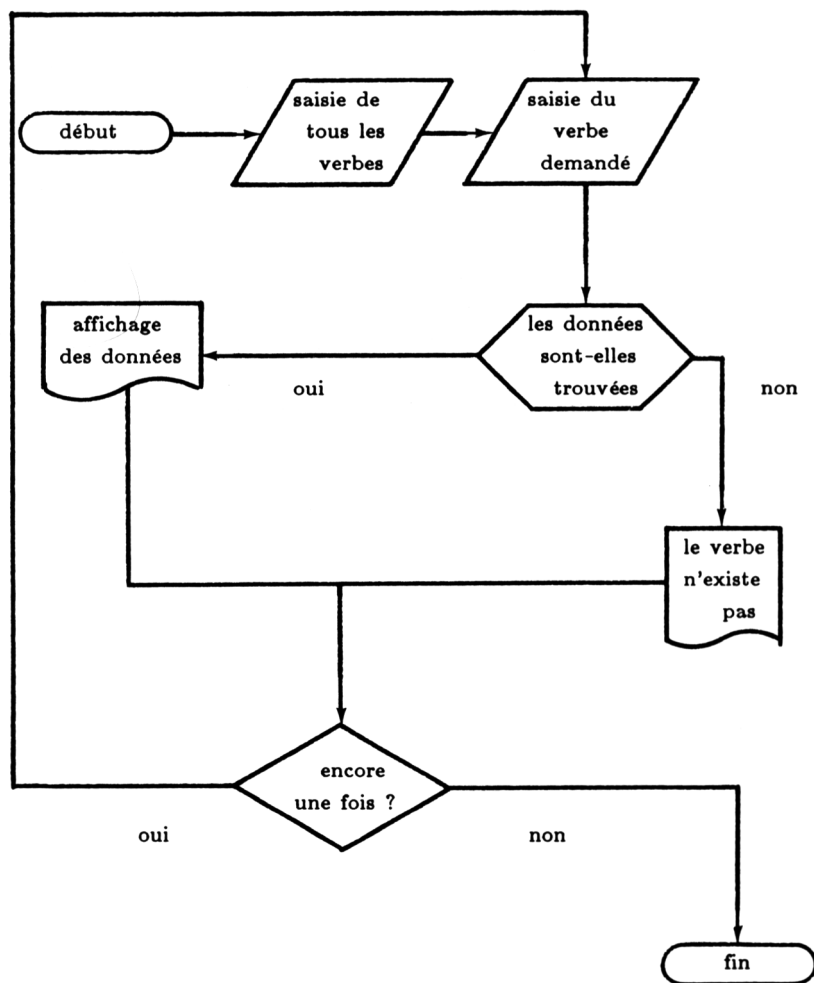 début
saisie de
tous les
verbes
saisie du
verbe
demandé
affichage
des données
oui
les données
sont-elles
trouvées
non
le verbe
n'existe
pas
encore
une fois ?
oui
non
fin